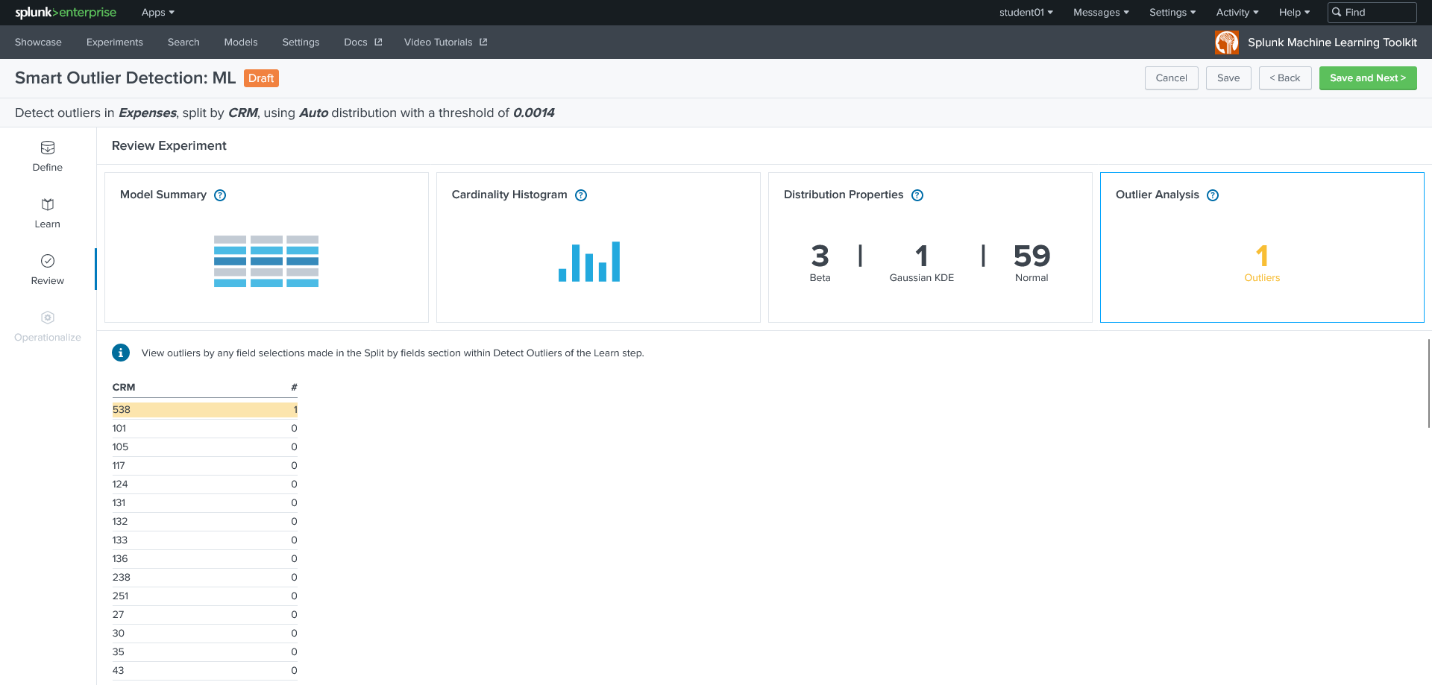 splunk>enterprise Apps student01 Messages Settings Activity Help Find
Showcase Experiments Search Models Settings Docs Video Tutorials Splunk Machine Learning Toolkit
Smart Outlier Detection: ML Draft Cancel Save < Back Save and Next >
Detect outliers in Expenses, split by CRM, using Auto distribution with a threshold of 0.0014
Define
Learn
Review
Operationalize
Review Experiment
Model Summary ?
Cardinality Histogram ?
Distribution Properties ?
3 | 1 | 59
Beta Gaussian KDE Normal
Outlier Analysis ?
1
Outliers
View outliers by any field selections made in the Split by fields section within Detect Outliers of the Learn step.
CRM #
538 1
101 0
105 0
117 0
124 0
131 0
132 0
133 0
136 0
238 0
251 0
27 0
30 0
35 0
43 0